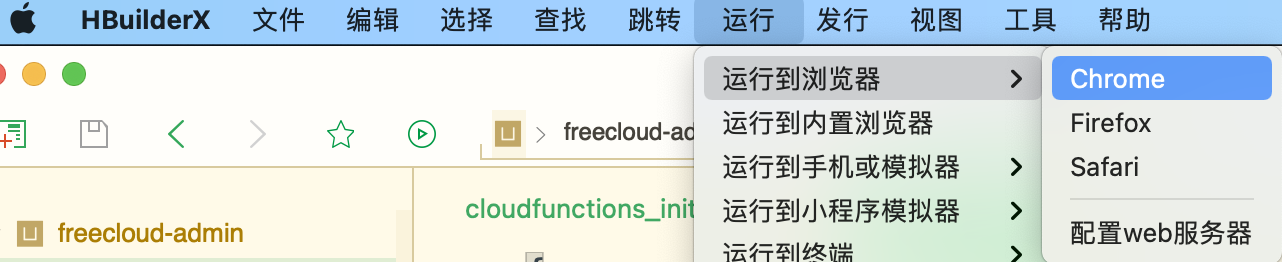 HBuilderX 文件 编辑 选择 查找 跳转 运行 发行 视图 工具 帮助
运行到浏览器
Chrome
运行到内置浏览器
Firefox
freecloud-ad
运行到手机或模拟器
Safari
cloudfunctions_init
运行到小程序模拟器
freecloud-admin
配置web服务器
运行到终端